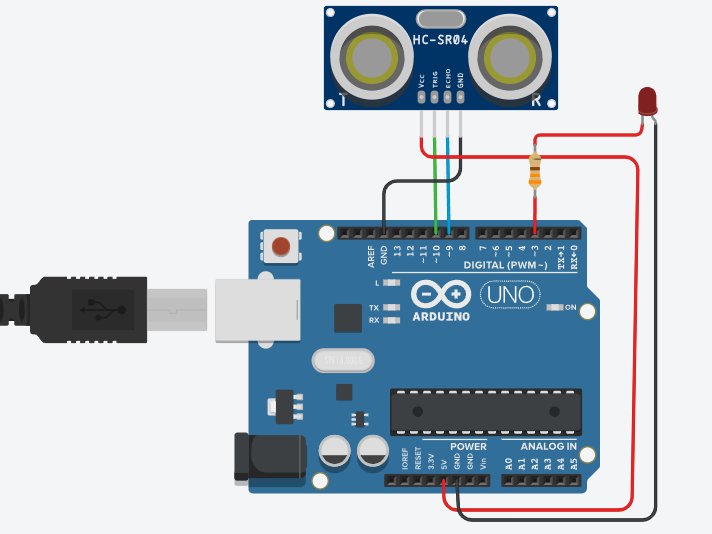 HC-SR04
VCC
TRIG
ECHO
GND
T
R
AREF
GND
13
12
~11
~10
~9
8
7
~6
~5
4
~3
2
TX→1
RX←0
DIGITAL (PWM~)
L
TX
RX
ARDUINO
UNO
ON
POWER
ANALOG IN
IOREF
RESET
3.3V
5V
GND
GND
Vin
A0
A1
A2
A3
A4
A5